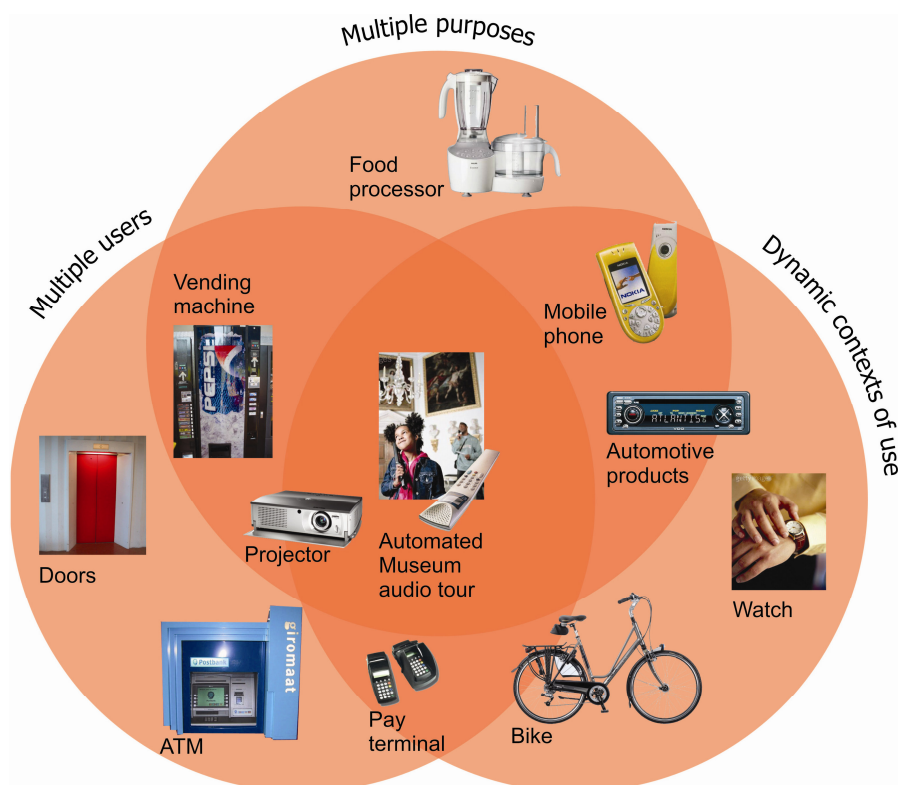 Multiple purposes
Food
processor
Multiple users
Dynamic contexts of use
Vending
machine
PEPSI
Mobile
phone
NOKIA
ATLANTIS
Automotive
products
Doors
Projector
Automated
Museum
audio tour
Watch
giromaat
Postbank
ATM
Pay
terminal
Bike